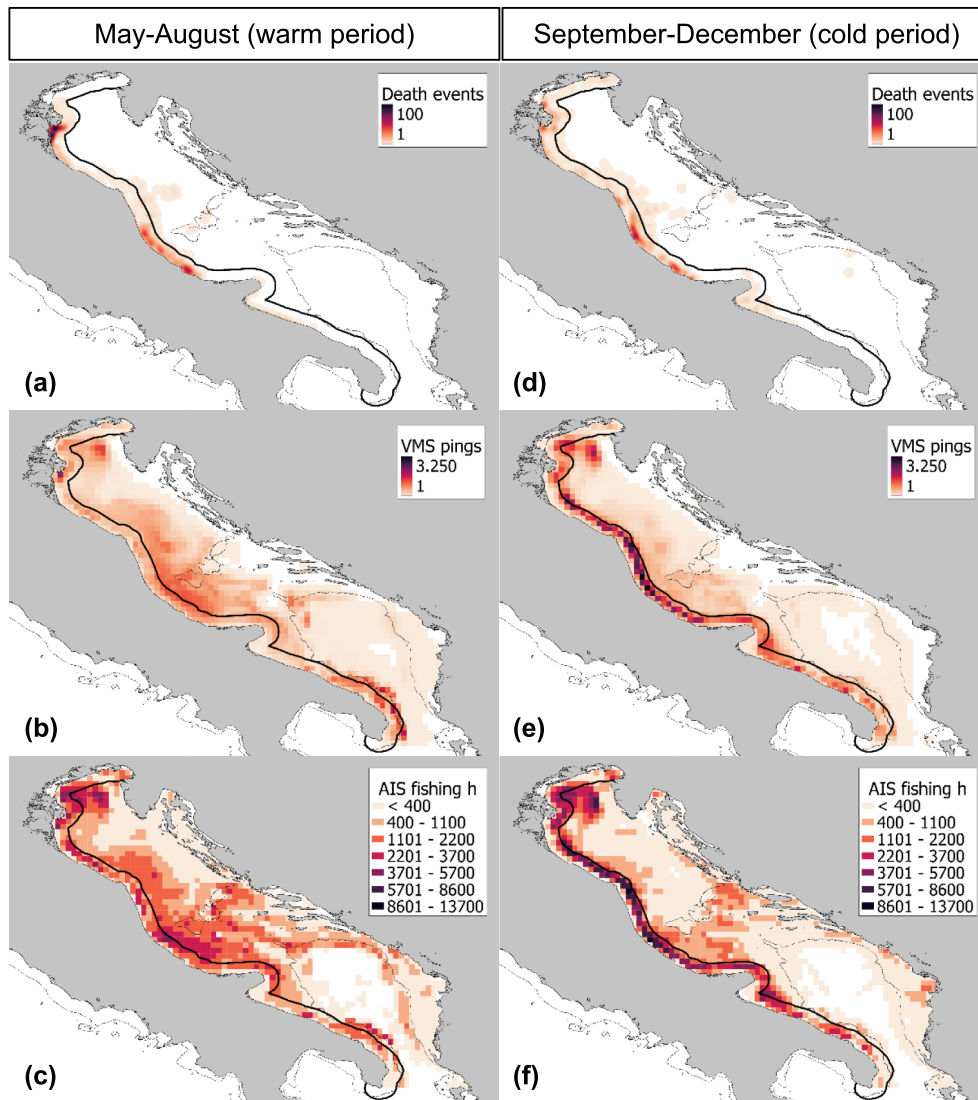 May-August (warm period)
September-December (cold period)
Death events
100
1
(a)
Death events
100
1
(d)
VMS pings
3.250
1
(b)
VMS pings
3.250
1
(e)
AIS fishing h
< 400
400 - 1100
1101 - 2200
2201 - 3700
3701 - 5700
5701 - 8600
8601 - 13700
(c)
AIS fishing h
< 400
400 - 1100
1101 - 2200
2201 - 3700
3701 - 5700
5701 - 8600
8601 - 13700
(f)